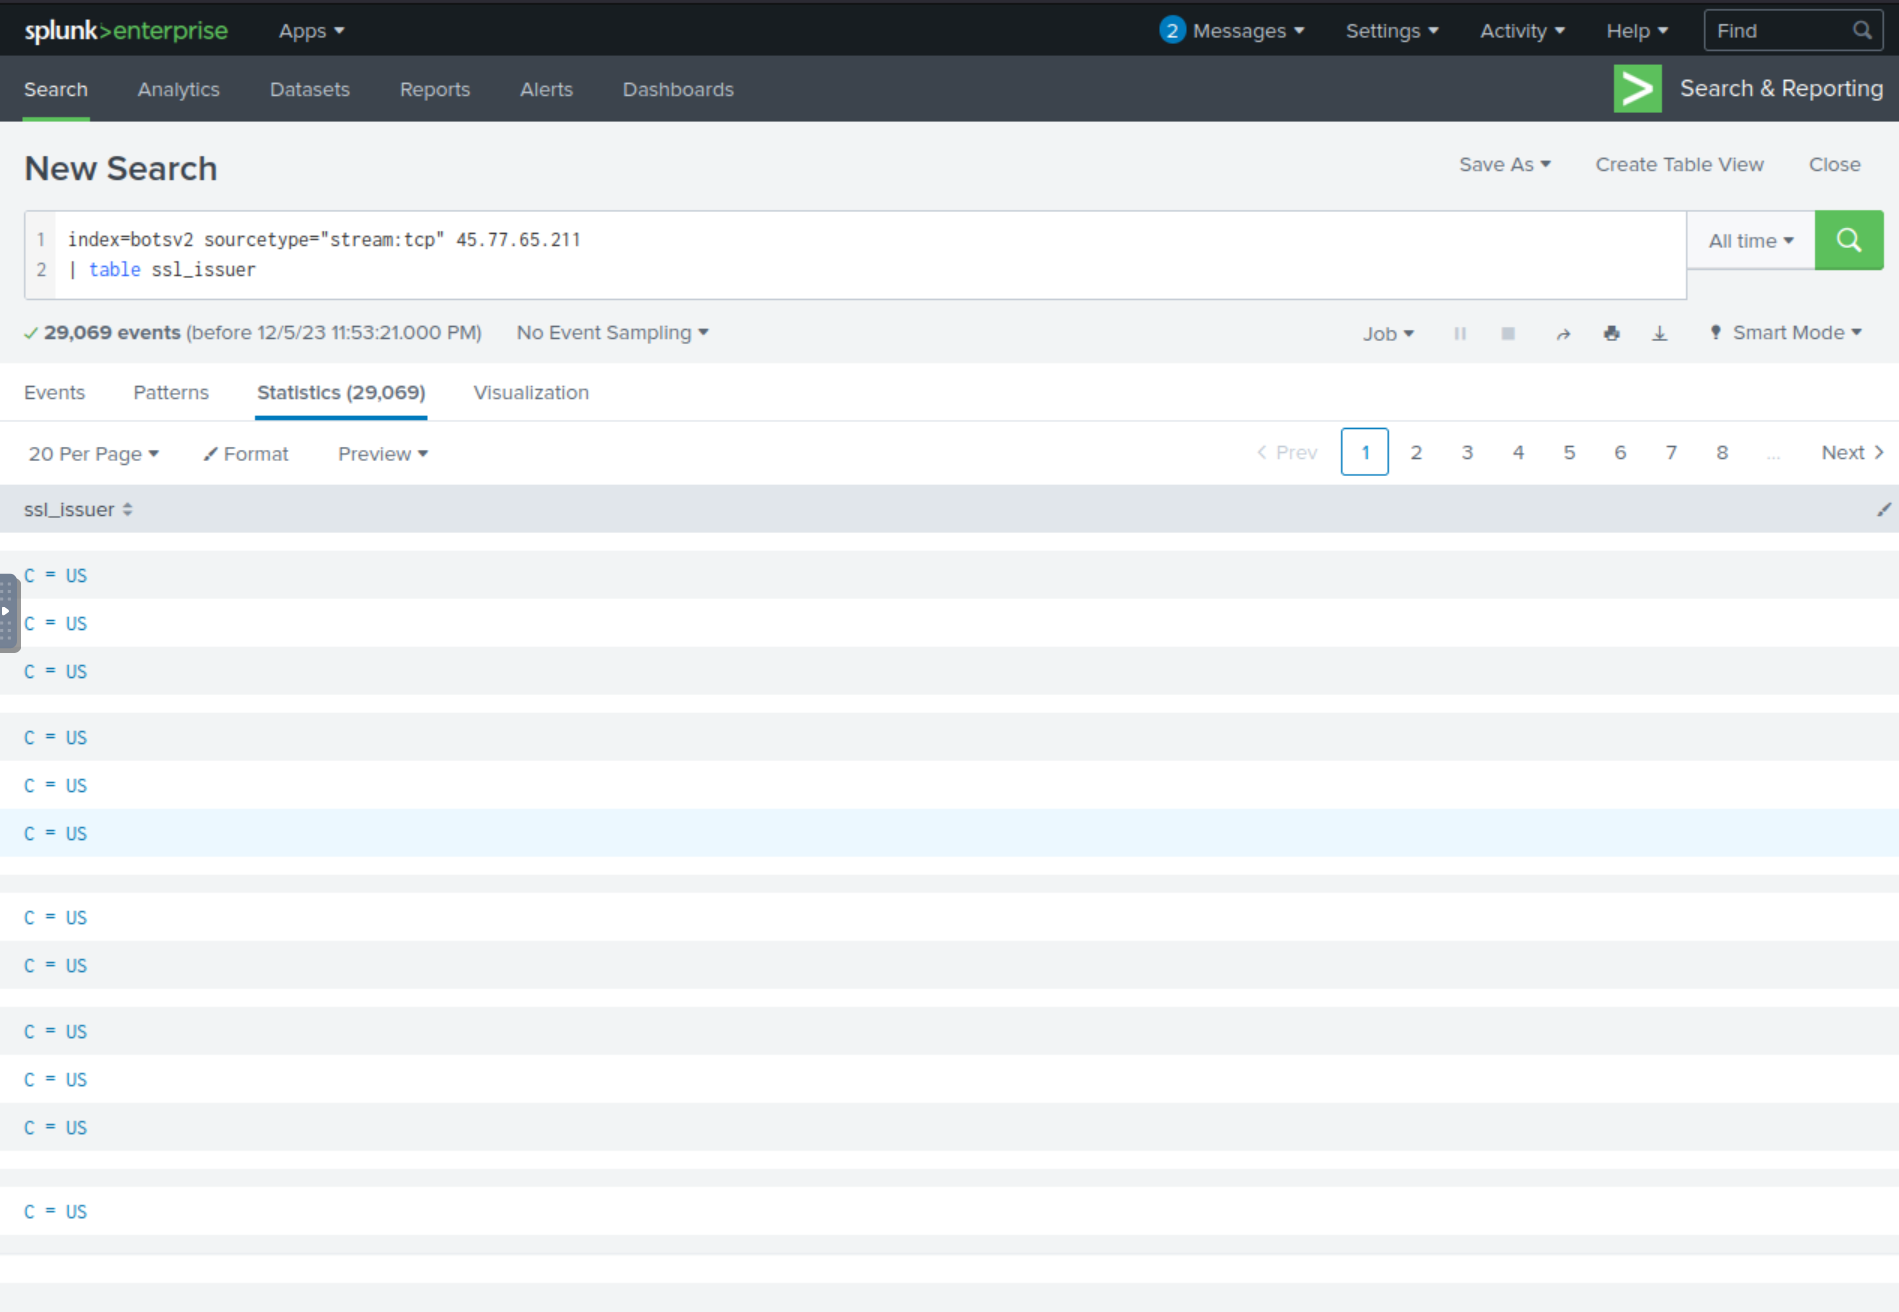 splunk>enterprise Apps 2 Messages Settings Activity Help Find
Search Analytics Datasets Reports Alerts Dashboards Search & Reporting
New Search Save As Create Table View Close
1 index=botsv2 sourcetype="stream:tcp" 45.77.65.211 All time
2 | table ssl_issuer
29,069 events (before 12/5/23 11:53:21.000 PM) No Event Sampling Job Smart Mode
Events Patterns Statistics (29,069) Visualization
20 Per Page Format Preview < Prev 1 2 3 4 5 6 7 8 ... Next >
ssl_issuer
C = US
C = US
C = US
C = US
C = US
C = US
C = US
C = US
C = US
C = US
C = US
C = US